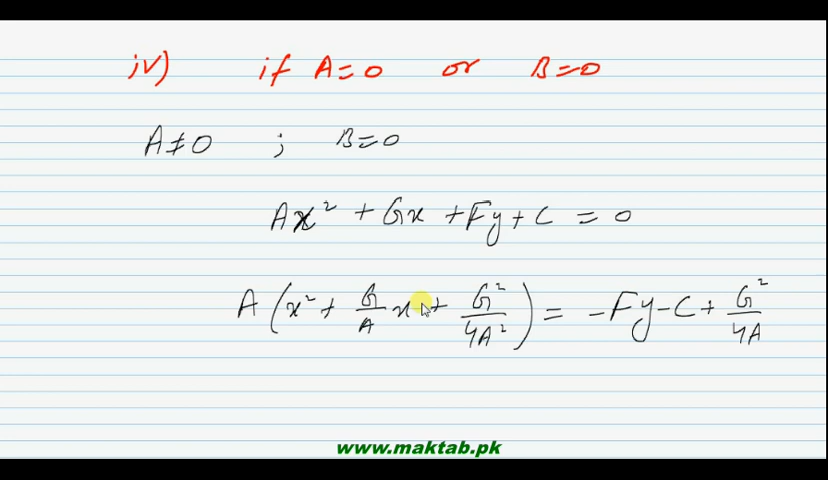 iv) if A=0 or B=0
A≠0 ; B=0
Ax² + Gx + Fy + C = 0
A(x² + G/A x + G²/4A²) = -Fy - C + G²/4A
www.maktab.pk